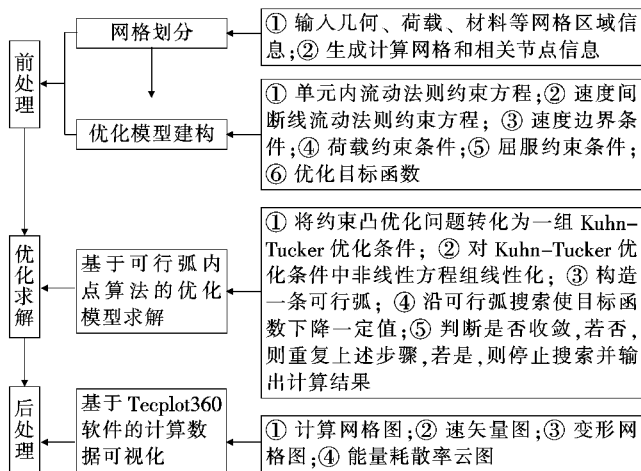 前处理
网格划分
① 输入几何、荷载、材料等网格区域信
息;② 生成计算网格和相关节点信息
优化模型建构
① 单元内流动法则约束方程;② 速度间
断线流动法则约束方程; ③ 速度边界条
件;④ 荷载约束条件;⑤ 屈服约束条件;
⑥ 优化目标函数
优化求解
基于可行弧内
点算法的优化
模型求解
① 将约束凸优化问题转化为一组 Kuhn-
Tucker 优化条件; ② 对 Kuhn-Tucker 优
化条件中非线性方程组线性化; ③ 构造
一条可行弧; ④ 沿可行弧搜索使目标函
数下降一定值;⑤ 判断是否收敛,若否,
则重复上述步骤,若是,则停止搜索并输
出计算结果
后处理
基于 Tecplot360
软件的计算数
据可视化
① 计算网格图;② 速矢量图;③ 变形网
格图;④ 能量耗散率云图